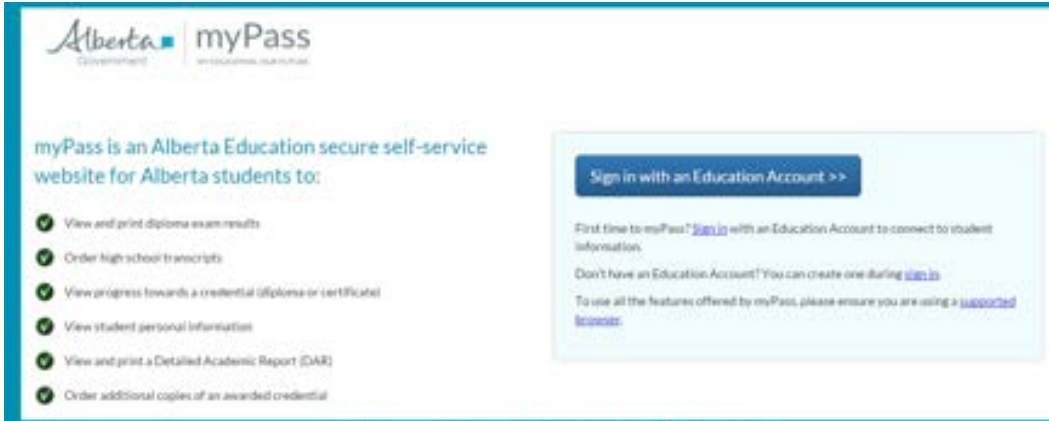 Alberta
Government
myPass
myPass is an Alberta Education secure self-service
website for Alberta students to:
View and print diploma exam results
Order high school transcripts
View progress towards a credential (diploma or certificate)
View student personal information
View and print a Detailed Academic Report (DAR)
Order additional copies of an awarded credential
Sign in with an Education Account >>
First time to myPass? Sign in with an Education Account to connect to student
information.
Don't have an Education Account? You can create one during sign in.
To use all the features offered by myPass, please ensure you are using a supported
browser.